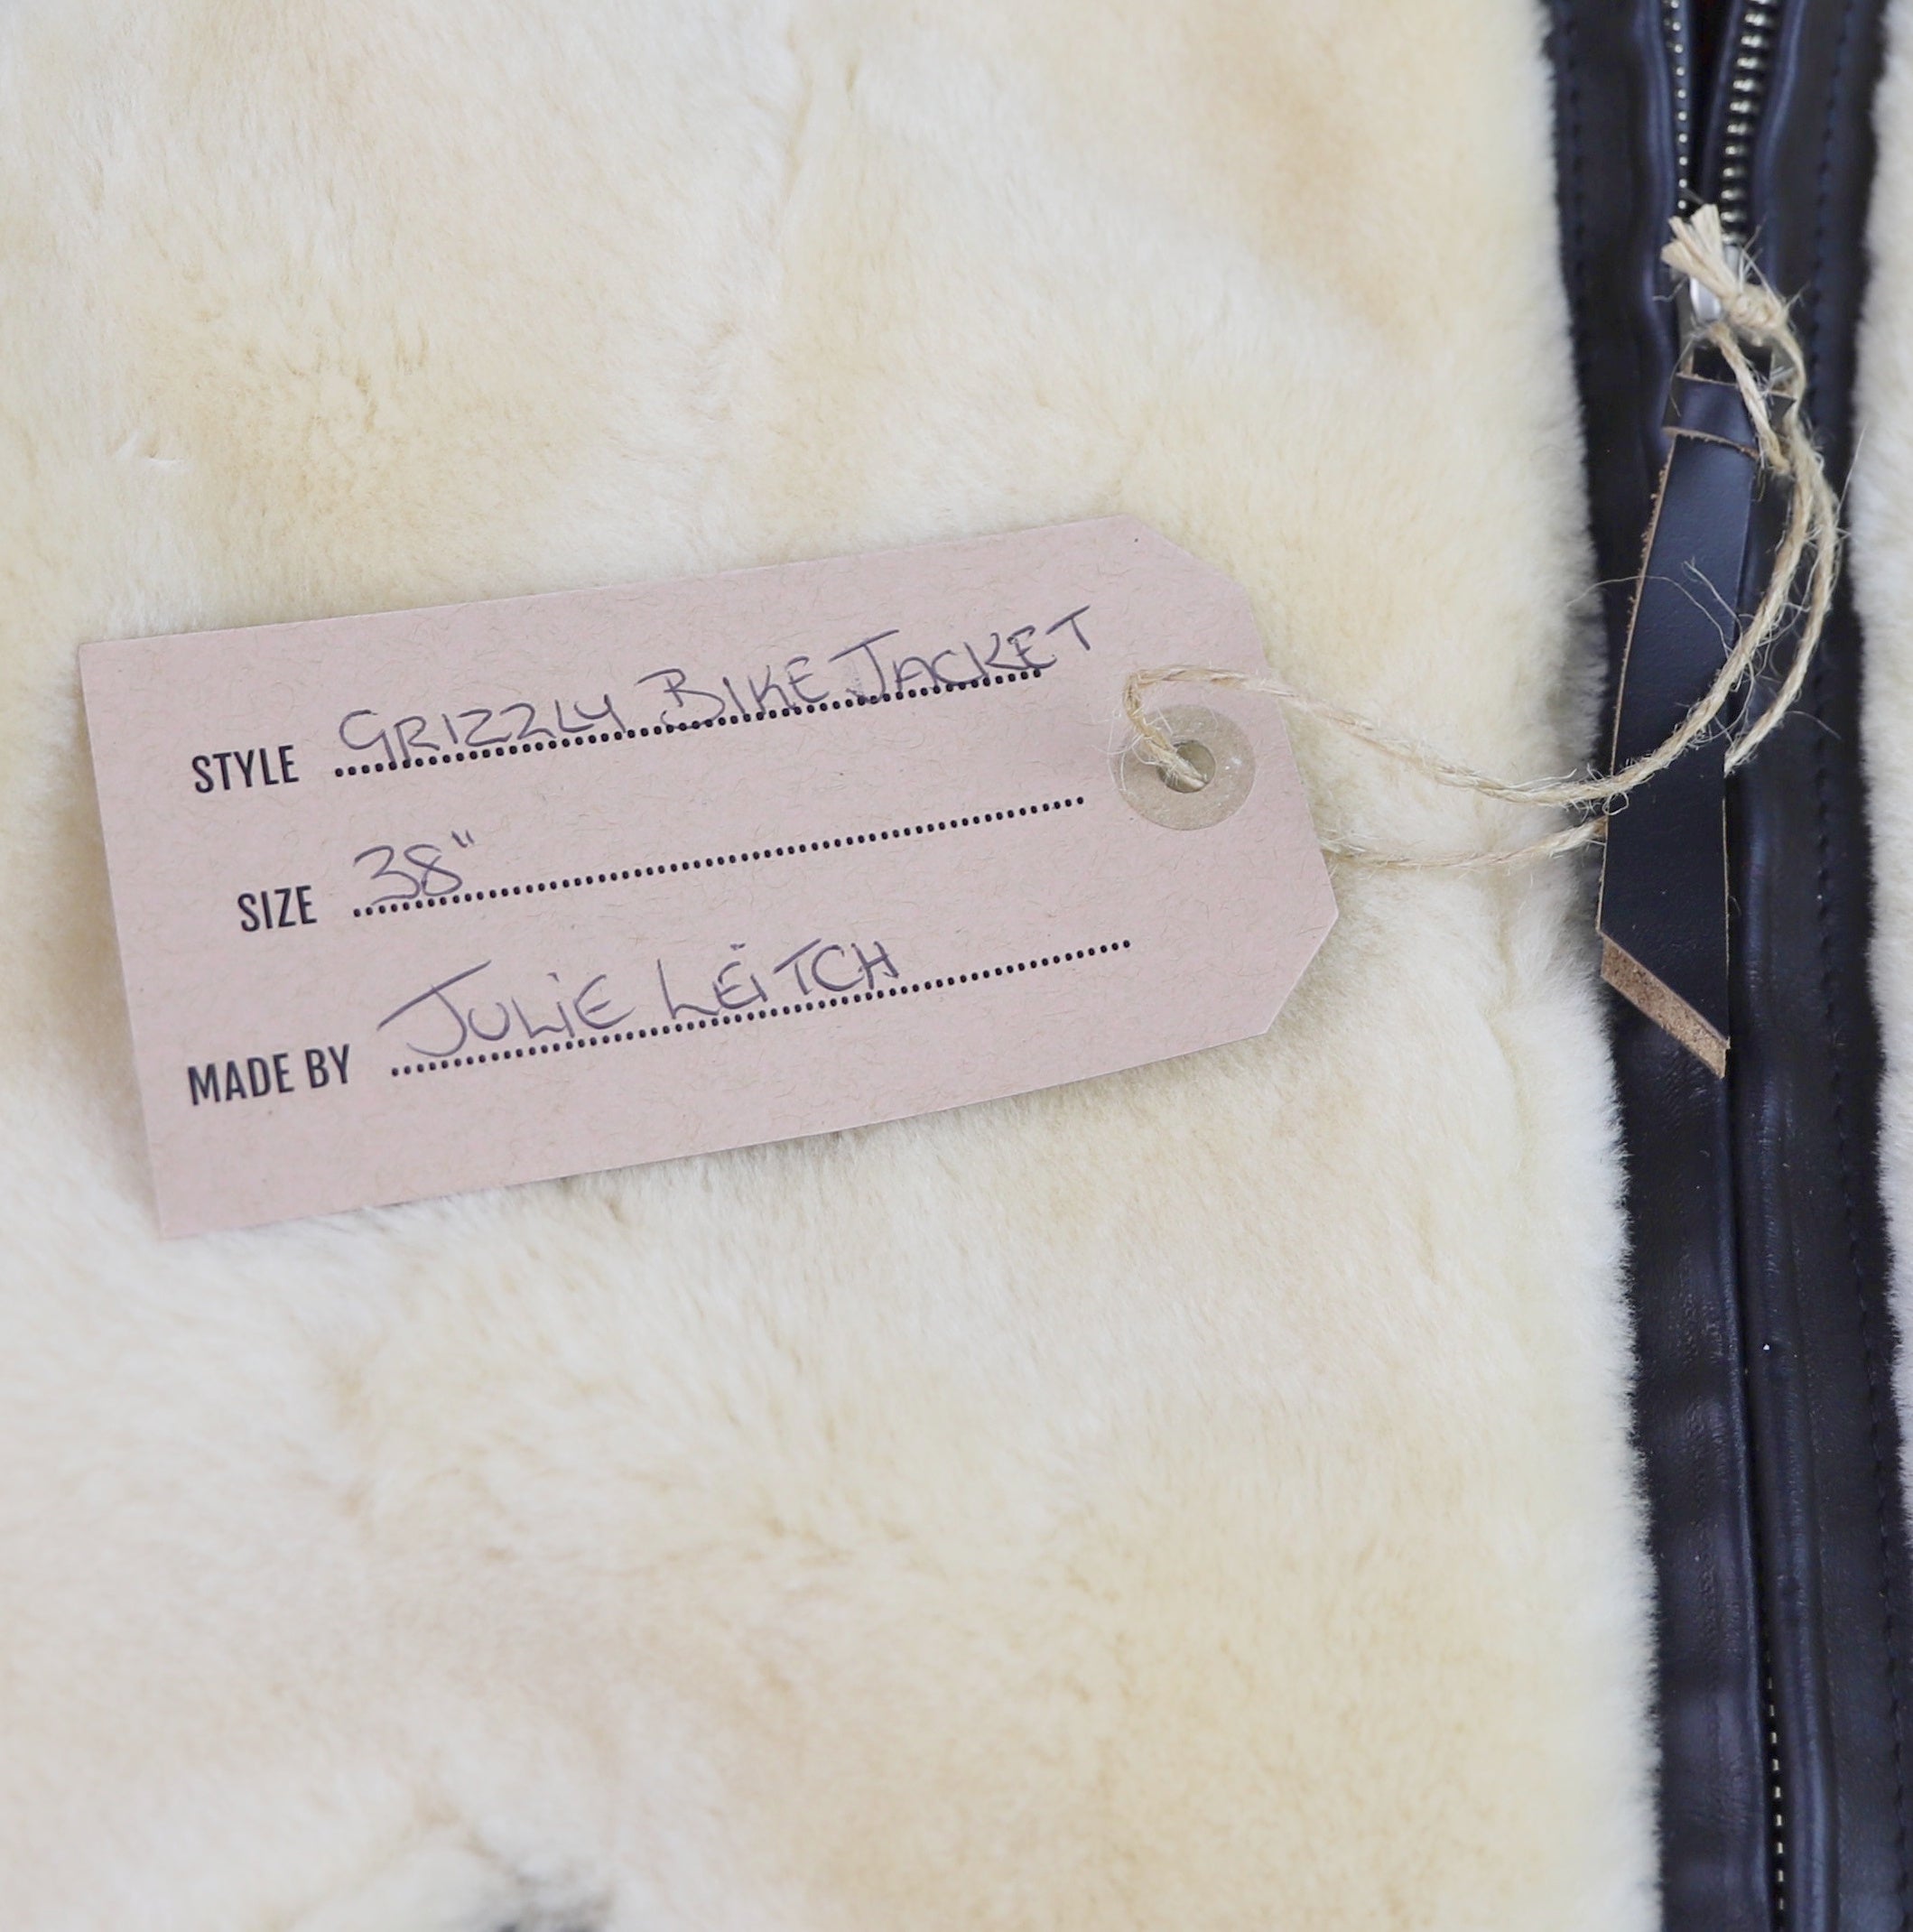 STYLE GRIZZLY BIKE JACKET
SIZE 38"
MADE BY JULIE LEITCH